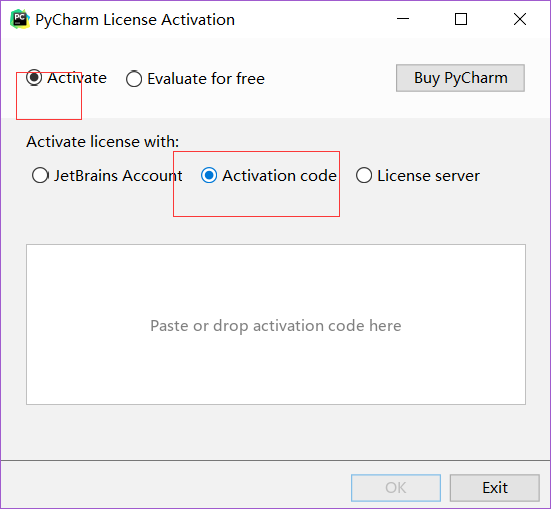 PyCharm License Activation
Activate Evaluate for free Buy PyCharm
Activate license with:
JetBrains Account Activation code License server
Paste or drop activation code here
OK Exit